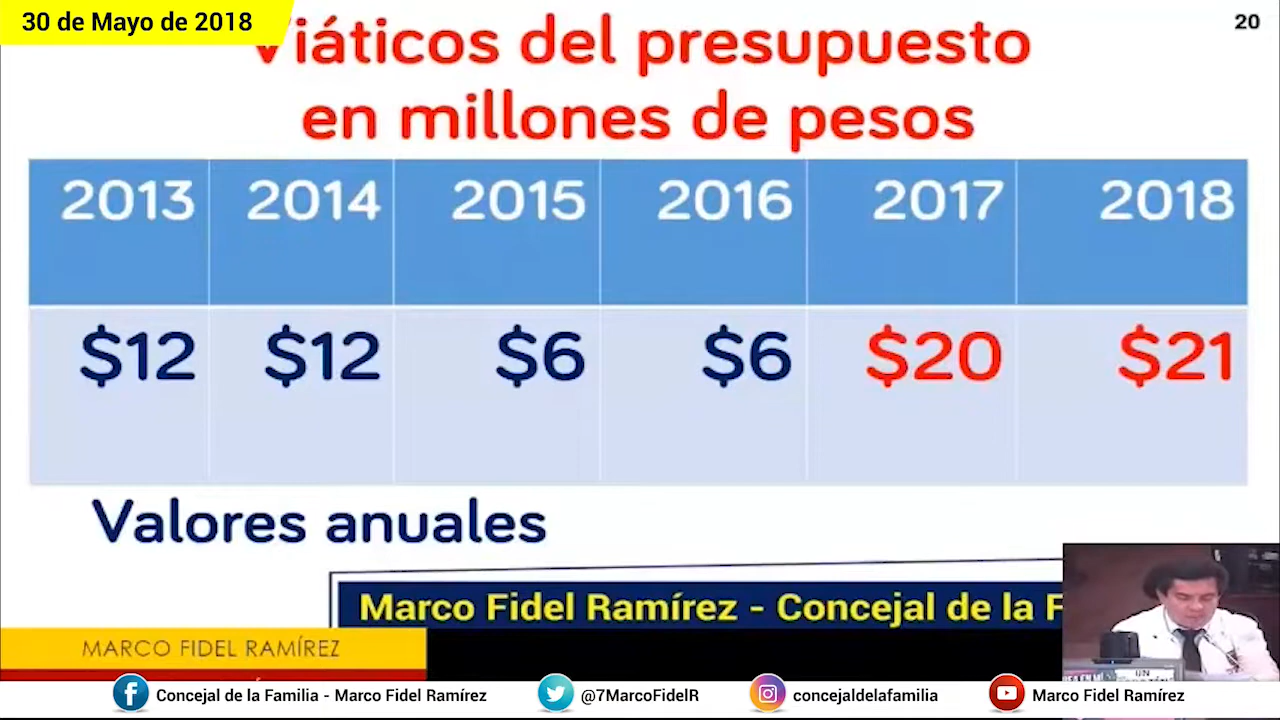 30 de Mayo de 2018
Viáticos del presupuesto
20
en millones de pesos
2013 2014 2015 2016 2017 2018
$12 $12 $6 $6 $20 $21
Valores anuales
Marco Fidel Ramírez - Concejal de la F
MARCO FIDEL RAMÍREZ
UN
Concejal de la Familia - Marco Fidel Ramírez
@7MarcoFidelR
concejaldelafamilia
Marco Fidel Ramírez